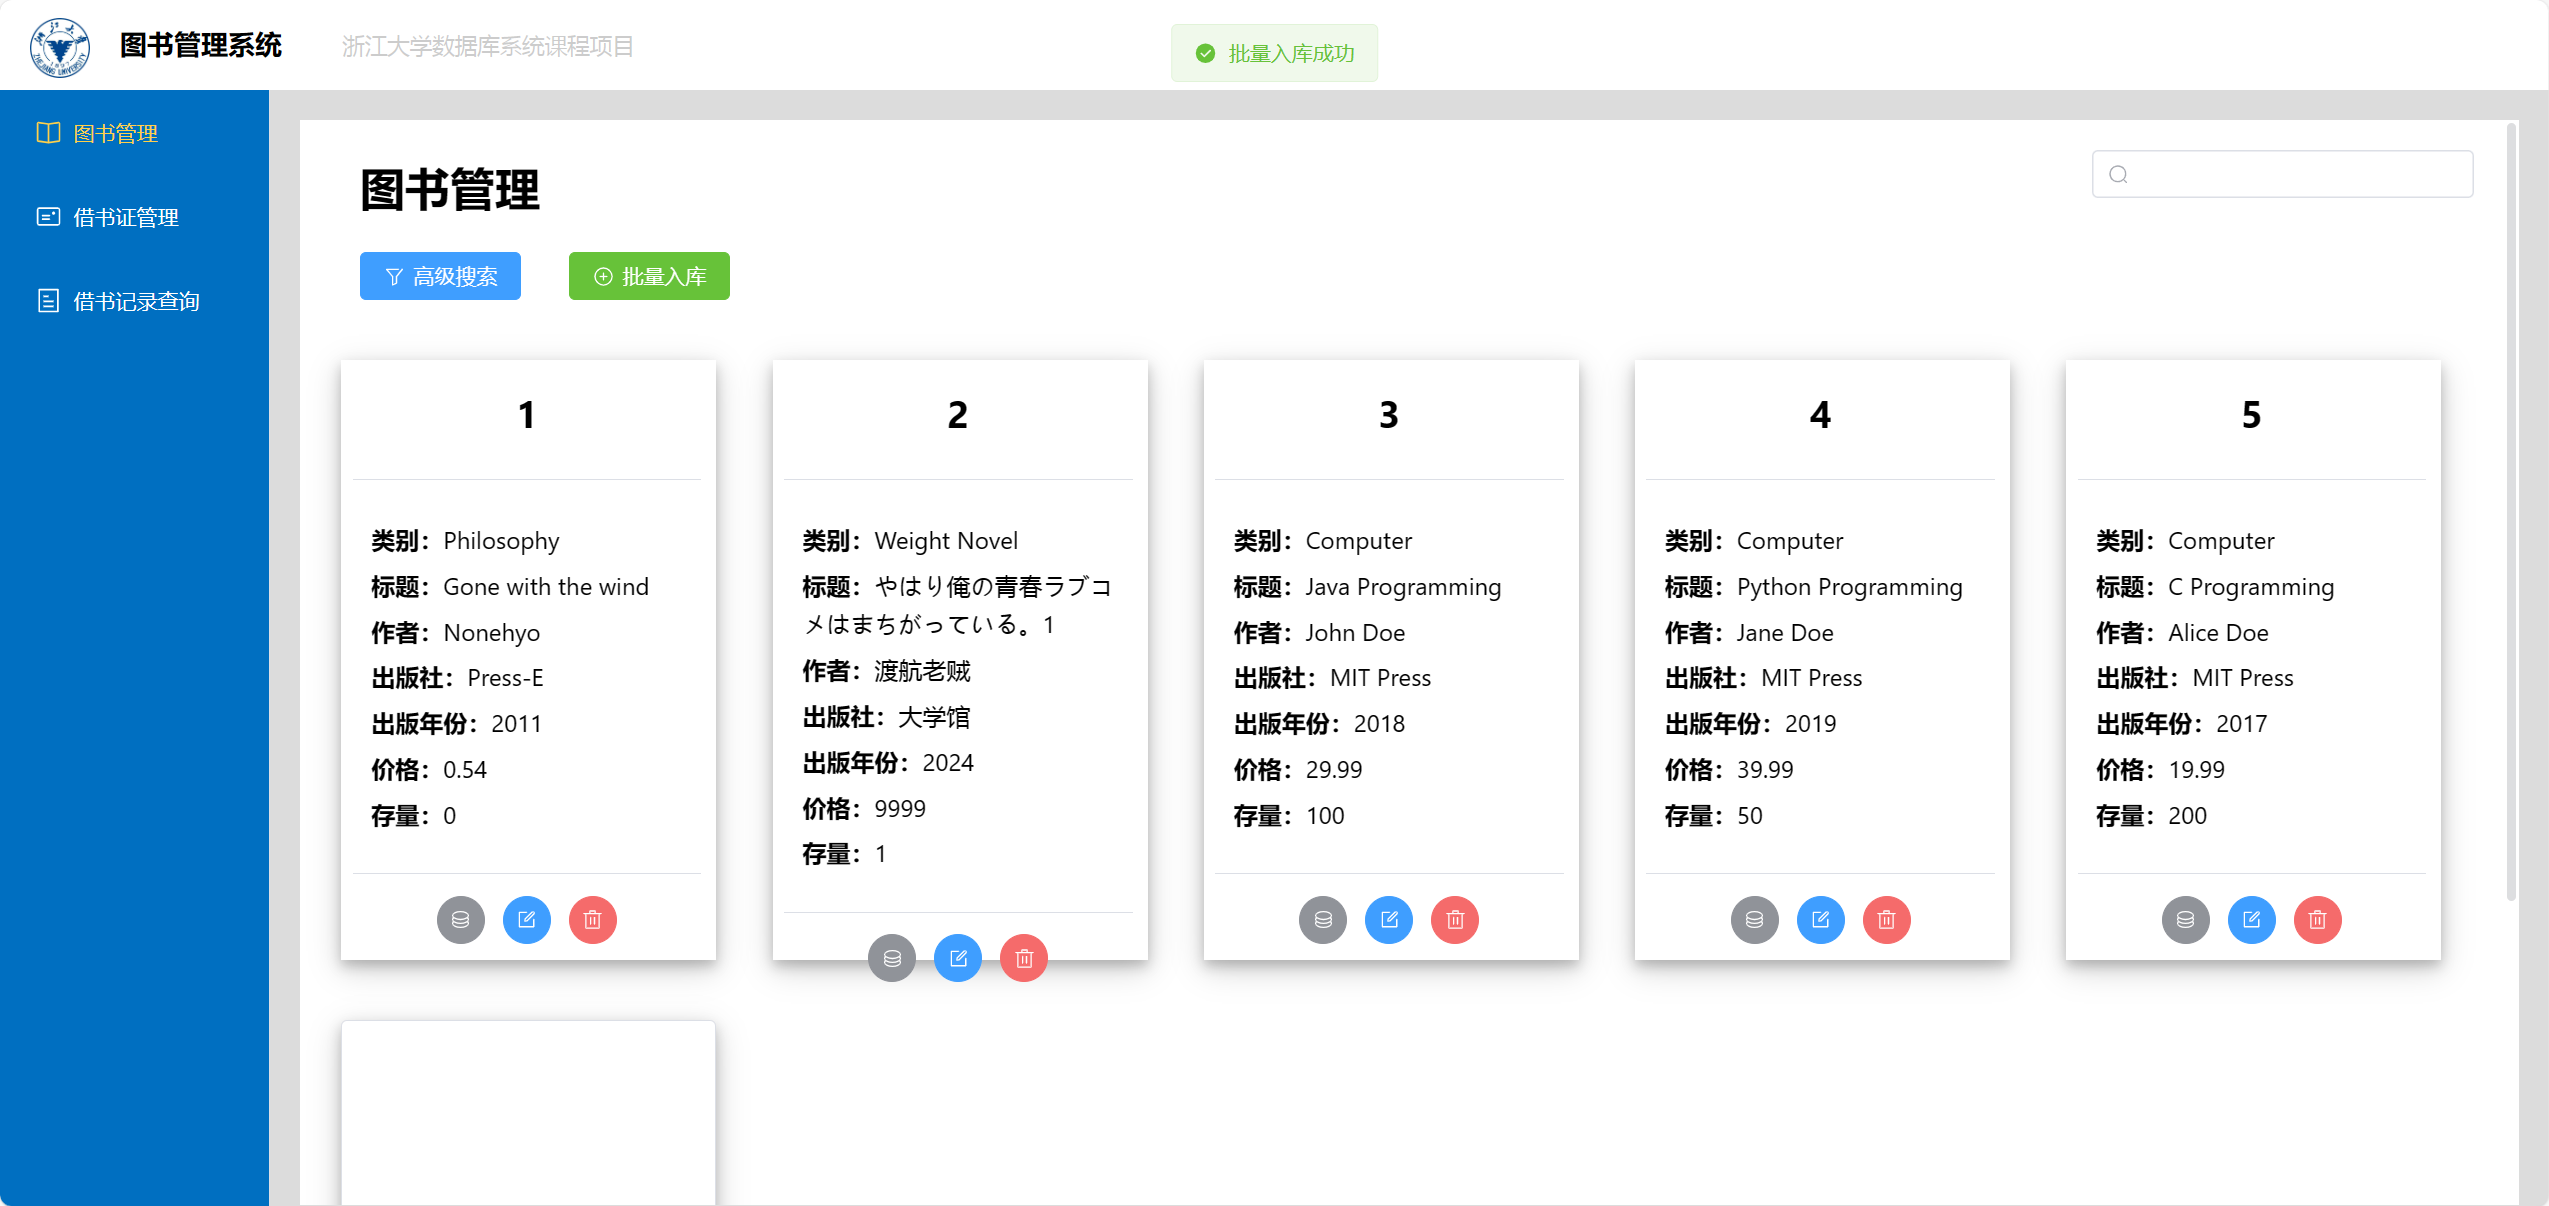 图书管理系统
浙江大学数据库系统课程项目
批量入库成功
图书管理
借书证管理
借书记录查询
图书管理
高级搜索
批量入库
1
类别：Philosophy
标题：Gone with the wind
作者：Nonehyo
出版社：Press-E
出版年份：2011
价格：0.54
存量：0
2
类别：Weight Novel
标题：やはり俺の青春ラブコ
メはまちがっている。1
作者：渡航老贼
出版社：大学馆
出版年份：2024
价格：9999
存量：1
3
类别：Computer
标题：Java Programming
作者：John Doe
出版社：MIT Press
出版年份：2018
价格：29.99
存量：100
4
类别：Computer
标题：Python Programming
作者：Jane Doe
出版社：MIT Press
出版年份：2019
价格：39.99
存量：50
5
类别：Computer
标题：C Programming
作者：Alice Doe
出版社：MIT Press
出版年份：2017
价格：19.99
存量：200